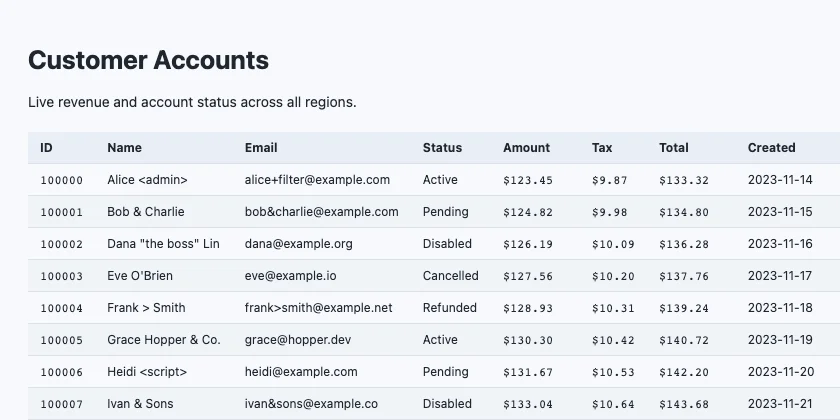 Customer Accounts
Live revenue and account status across all regions.
ID Name Email Status Amount Tax Total Created
100000 Alice <admin> alice+filter@example.com Active $123.45 $9.87 $133.32 2023-11-14
100001 Bob & Charlie bob&charlie@example.com Pending $124.82 $9.98 $134.80 2023-11-15
100002 Dana "the boss" Lin dana@example.org Disabled $126.19 $10.09 $136.28 2023-11-16
100003 Eve O'Brien eve@example.io Cancelled $127.56 $10.20 $137.76 2023-11-17
100004 Frank > Smith frank>smith@example.net Refunded $128.93 $10.31 $139.24 2023-11-18
100005 Grace Hopper & Co. grace@hopper.dev Active $130.30 $10.42 $140.72 2023-11-19
100006 Heidi <script> heidi@example.com Pending $131.67 $10.53 $142.20 2023-11-20
100007 Ivan & Sons ivan&sons@example.co Disabled $133.04 $10.64 $143.68 2023-11-21